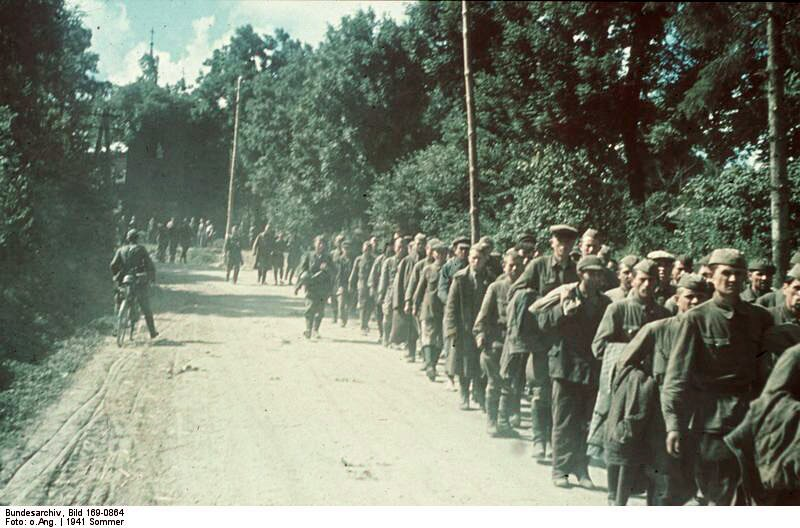 Bundesarchiv, Bild 169-0864
Foto: o.Ang. | 1941 Sommer